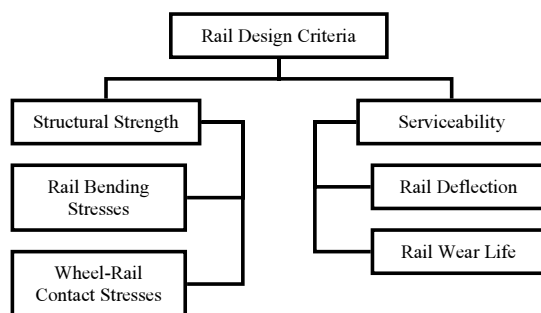 Rail Design Criteria
Structural Strength
Serviceability
Rail Bending
Stresses
Rail Deflection
Wheel-Rail
Contact Stresses
Rail Wear Life